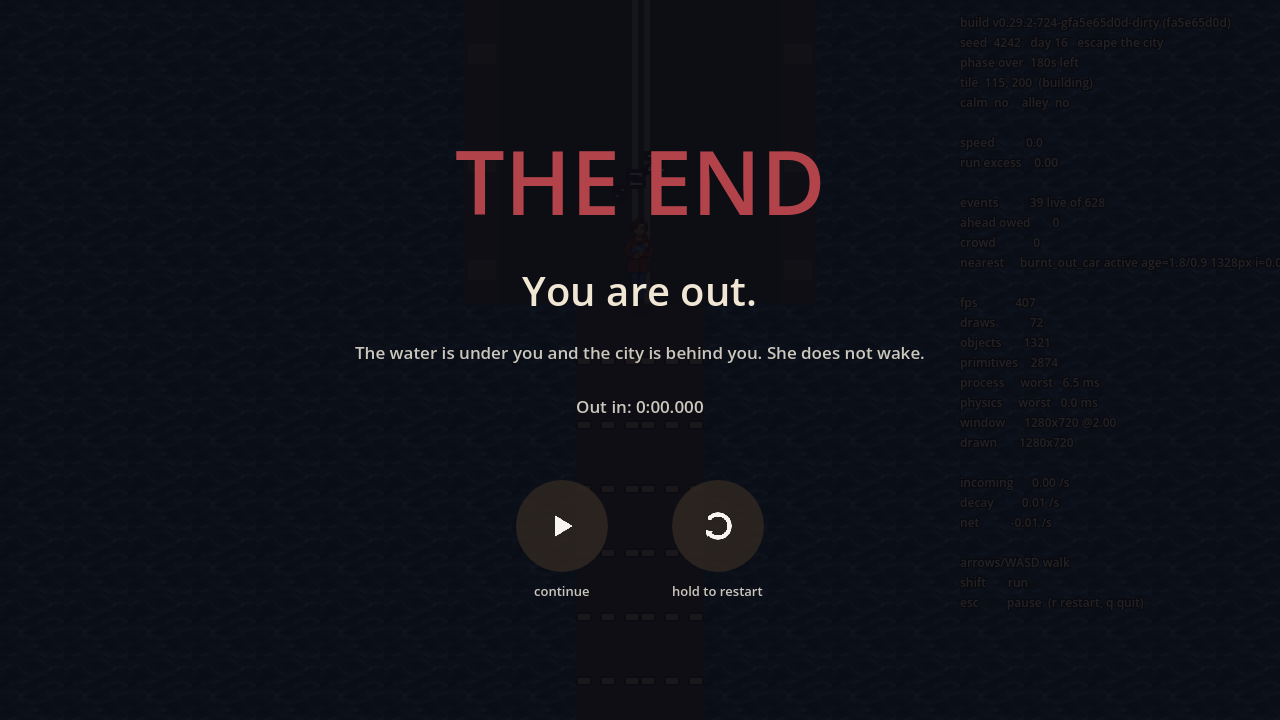 build v0.29.2-724-gfa5e65d0d-dirty (fa5e65d0d)
seed 4242 day 16 escape the city
phase over 180s left
tile 115, 200 (building)
calm no alley no
speed 0.0
run excess 0.00
events 39 live of 628
ahead owed 0
crowd 0
nearest burnt_out_car active age=1.8/0.9 1328px i=0.0
fps 407
draws 72
objects 1321
primitives 2874
process worst 6.5 ms
physics worst 0.0 ms
window 1280x720 @2.00
drawn 1280x720
incoming 0.00 /s
decay 0.01 /s
net -0.01 /s
arrows/WASD walk
shift run
esc pause (r restart, q quit)
THE END
You are out.
The water is under you and the city is behind you. She does not wake.
Out in: 0:00.000
continue
hold to restart